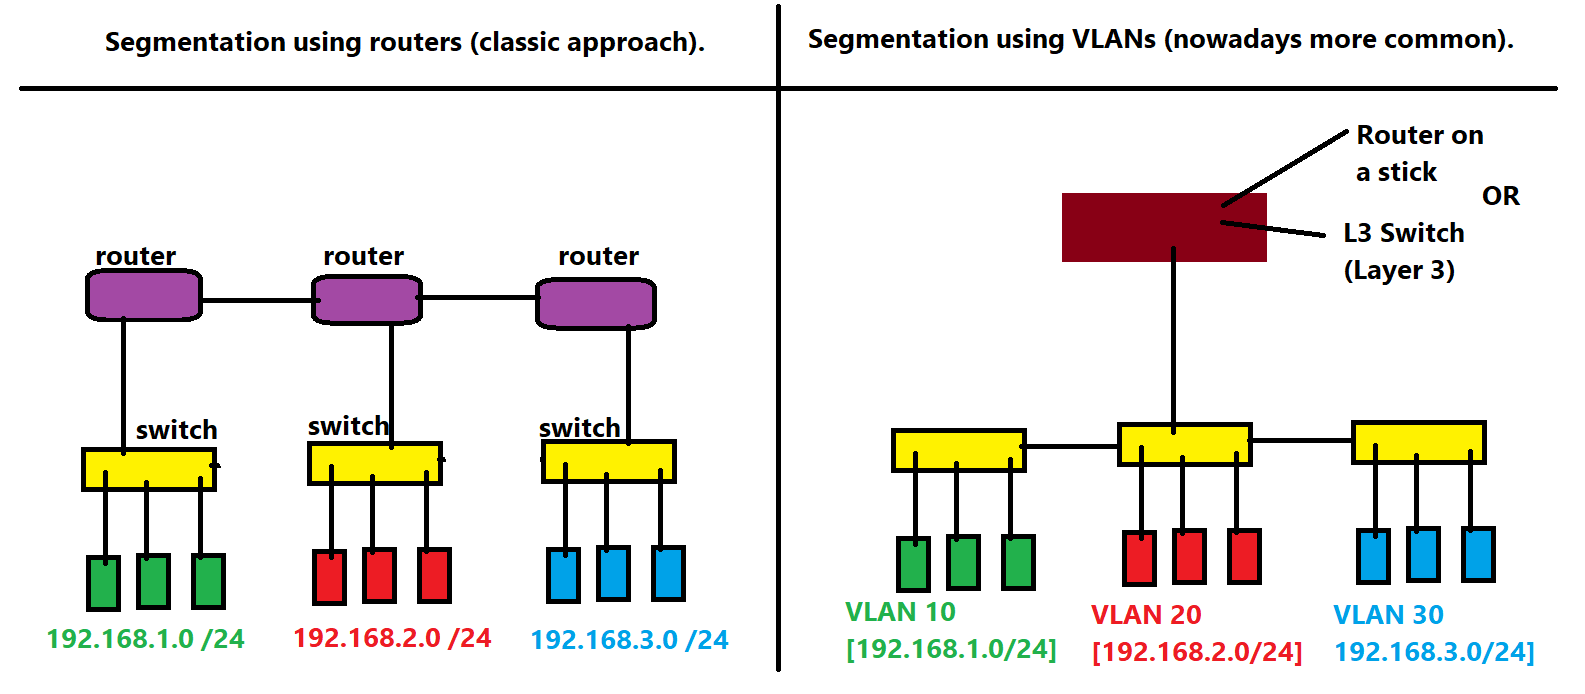 Segmentation using routers (classic approach).
router
router
router
switch
switch
switch
192.168.1.0 /24
192.168.2.0 /24
192.168.3.0 /24
Segmentation using VLANs (nowadays more common).
Router on
a stick
OR
L3 Switch
(Layer 3)
VLAN 10
[192.168.1.0/24]
VLAN 20
[192.168.2.0/24]
VLAN 30
192.168.3.0/24]